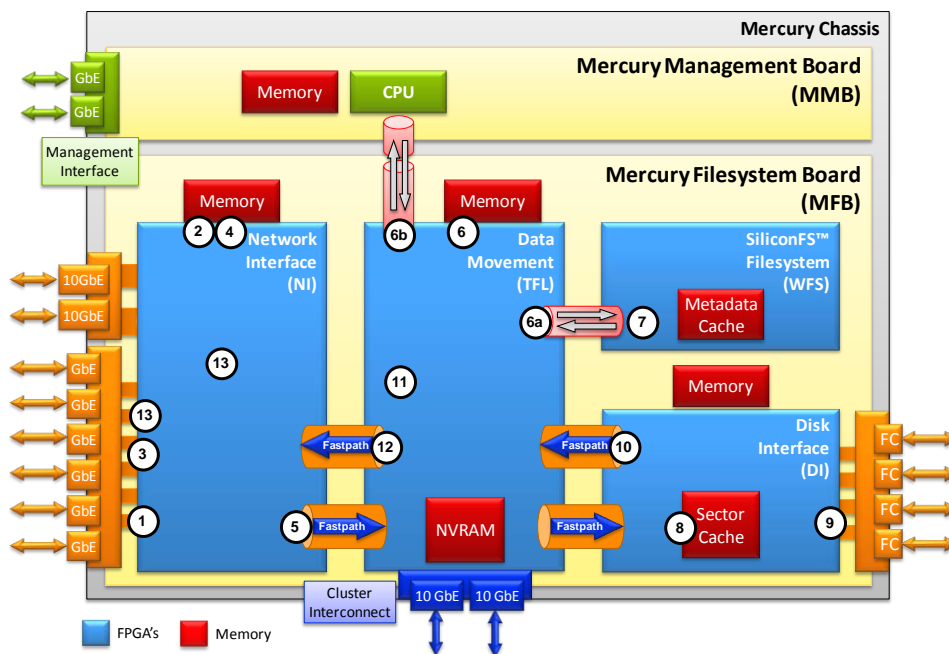 Mercury Chassis
Mercury Management Board
(MMB)
GbE
GbE
Memory
CPU
Management
Interface
Mercury Filesystem Board
(MFB)
Memory
2
4
Network
Interface
(NI)
6b
Memory
6
Data
Movement
(TFL)
SiliconFS™
Filesystem
(WFS)
Metadata
Cache
10GbE
10GbE
6a
7
13
11
Memory
GbE
GbE
GbE
GbE
GbE
GbE
13
3
1
Fastpath
12
Fastpath
10
Disk
Interface
(DI)
5
Fastpath
NVRAM
Fastpath
8
Sector
Cache
9
FC
FC
FC
FC
Cluster
Interconnect
10 GbE
10 GbE
FPGA's
Memory